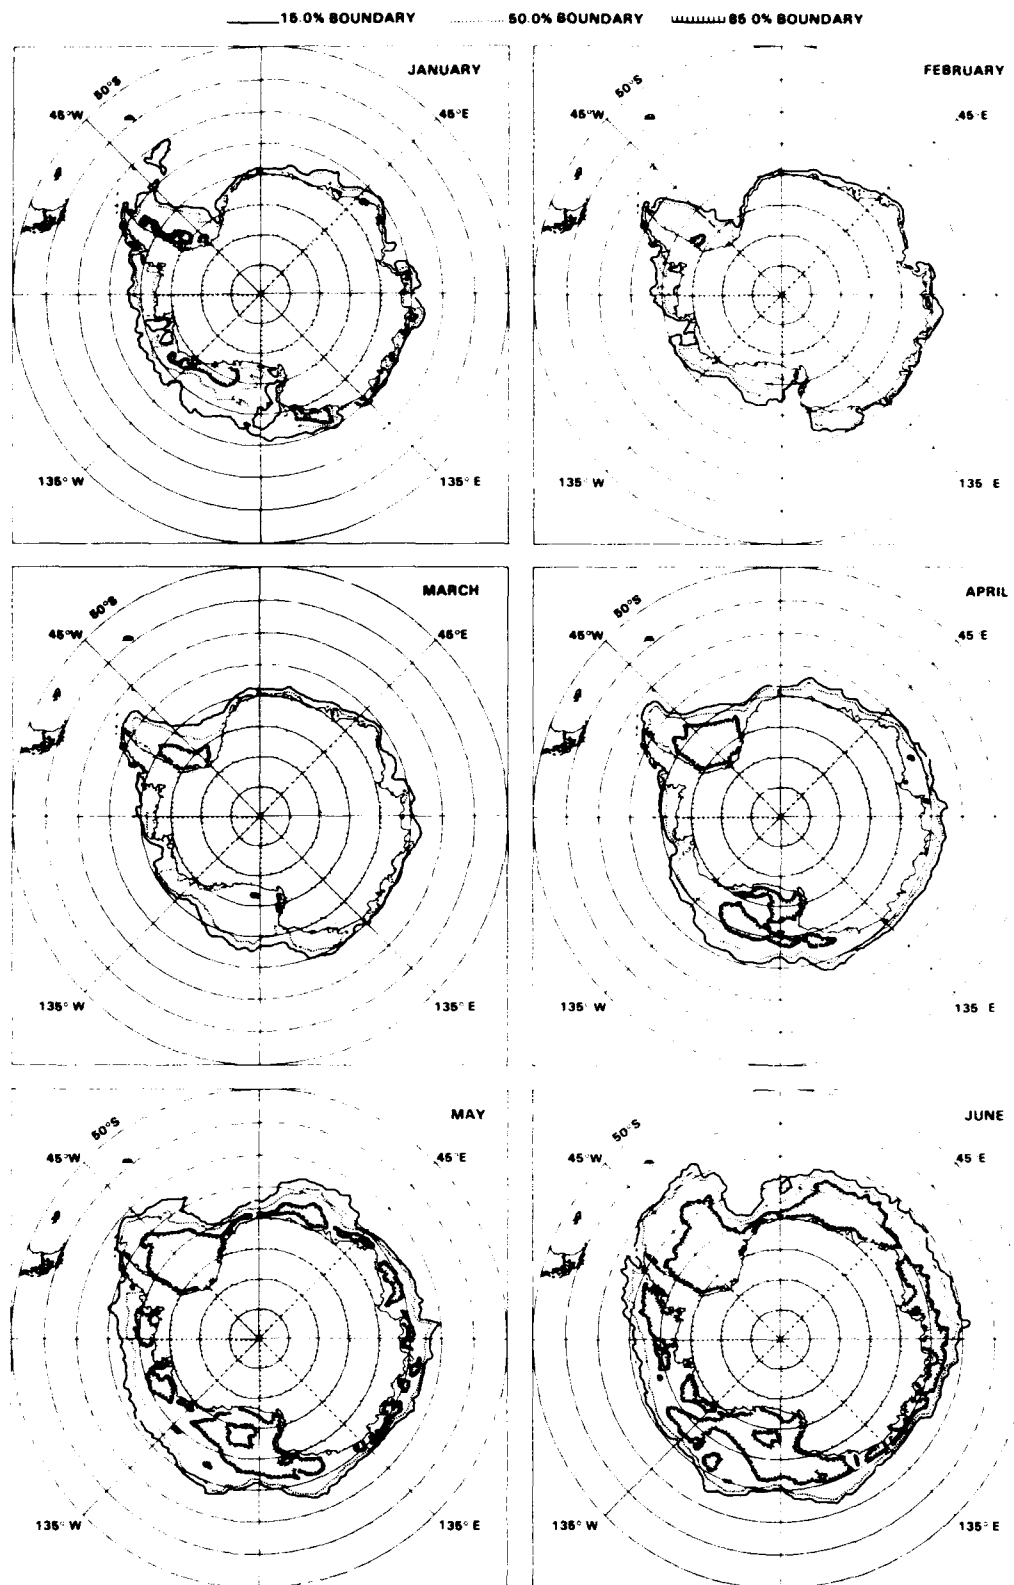 15.0% BOUNDARY 50.0% BOUNDARY 85.0% BOUNDARY
JANUARY FEBRUARY
50°S 50°S
45°W 45°E 45°W 45 E
135° W 135° E 135° W 135 E
MARCH APRIL
50°S 50°S
45°W 45°E 45°W 45 E
135° W 135° E 135° W 135 E
MAY JUNE
50°S 50°S
45°W 45°E 45°W 45°E
135° W 135° E 135° W 135° E